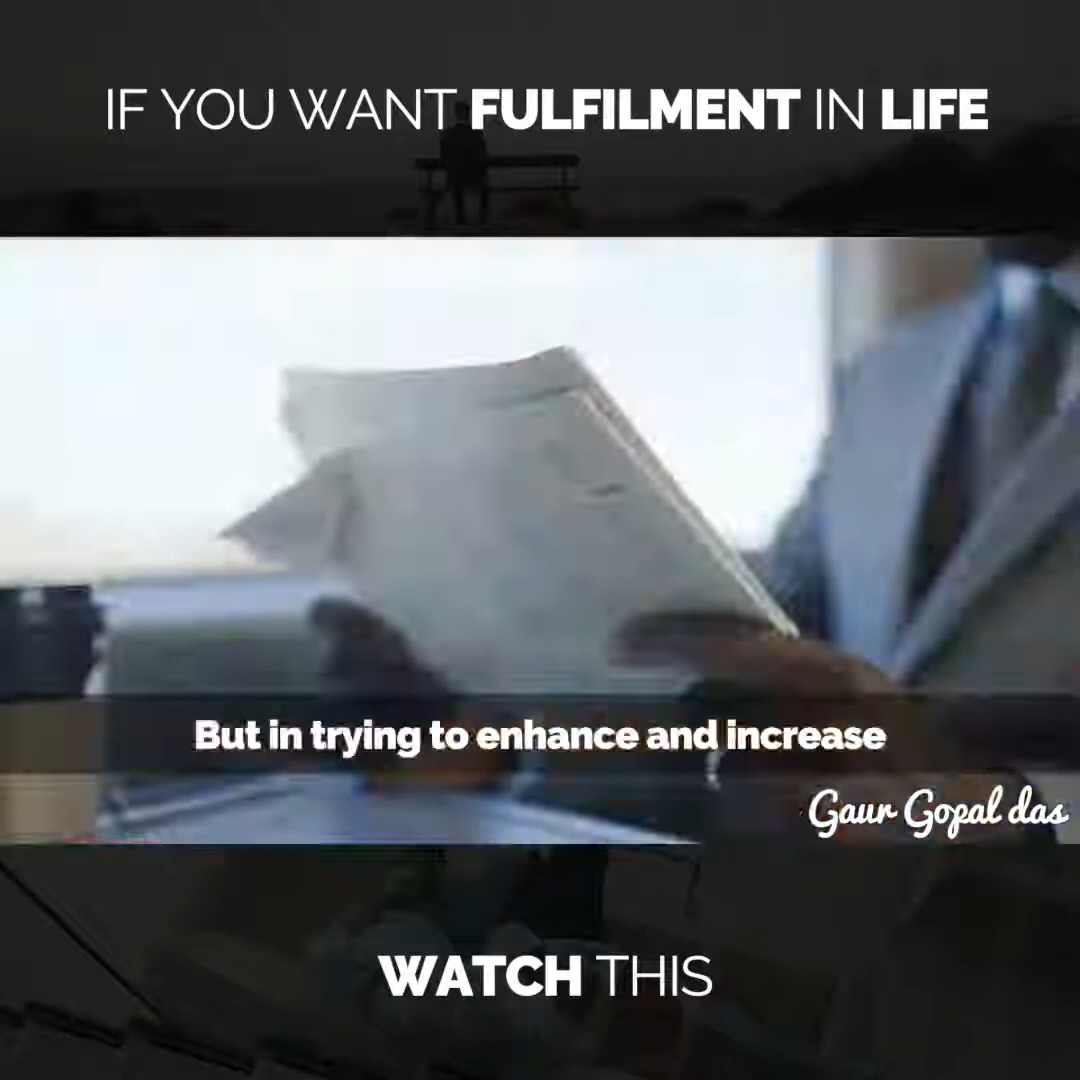 IF YOU WANT FULFILMENT IN LIFE
But in trying to enhance and increase
Gaur Gopal das
WATCH THIS